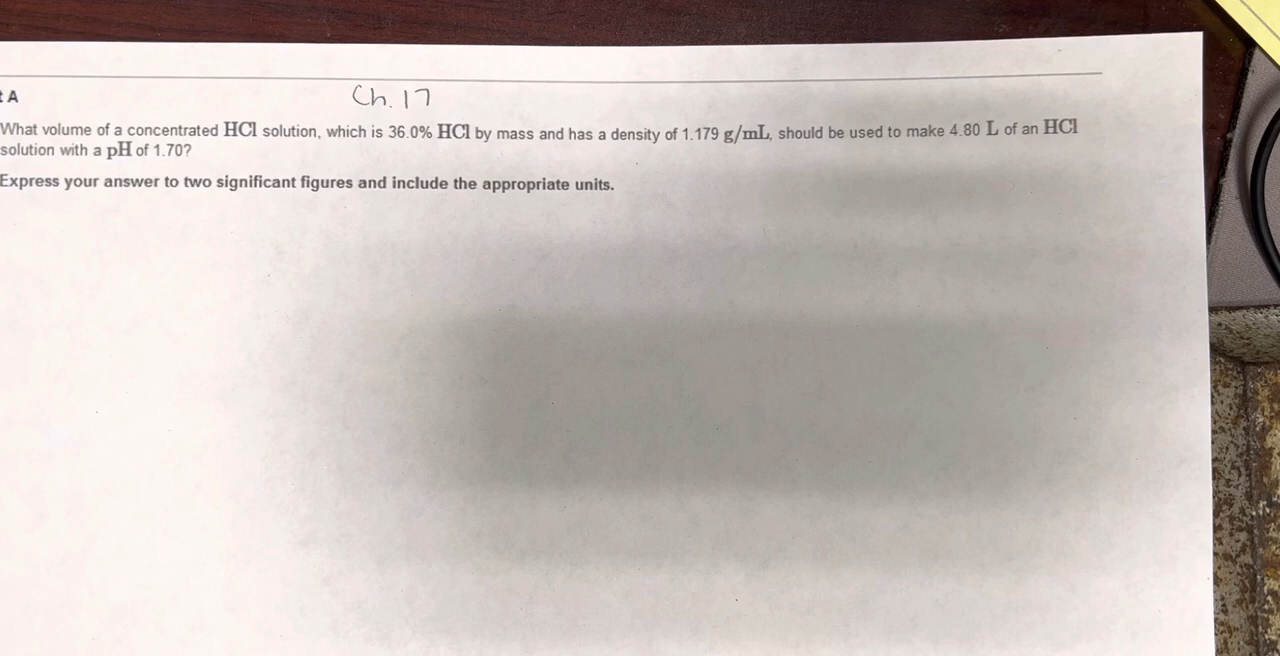 t A
Ch. 17
What volume of a concentrated HCl solution, which is 36.0% HCl by mass and has a density of 1.179 g/mL, should be used to make 4.80 L of an HCl
solution with a pH of 1.70?
Express your answer to two significant figures and include the appropriate units.